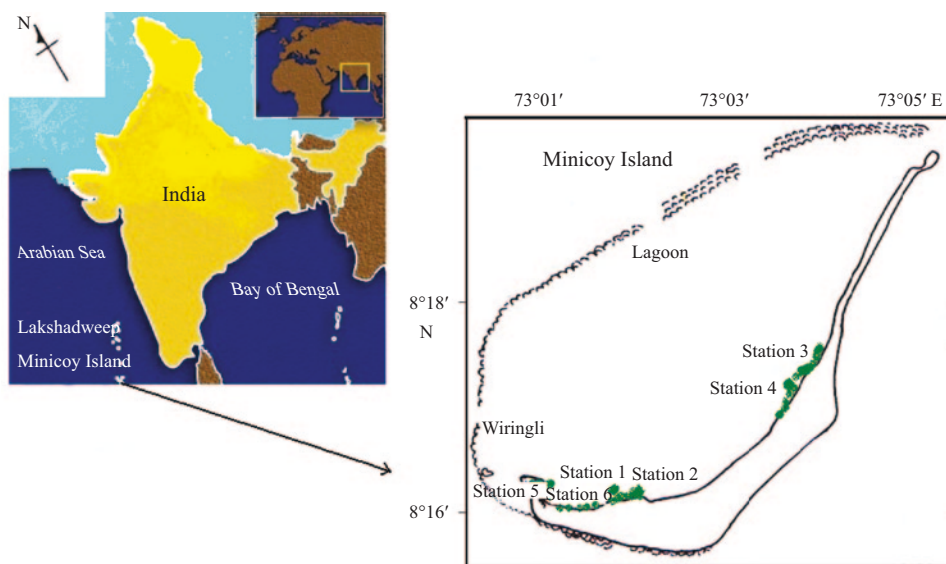 N
India
Arabian Sea
Bay of Bengal
Lakshadweep
Minicoy Island
73°01′ 73°03′ 73°05′ E
Minicoy Island
Lagoon
8°18′
N
Station 3
Station 4
Wiringli
Station 1 Station 2
Station 5 Station 6
8°16′